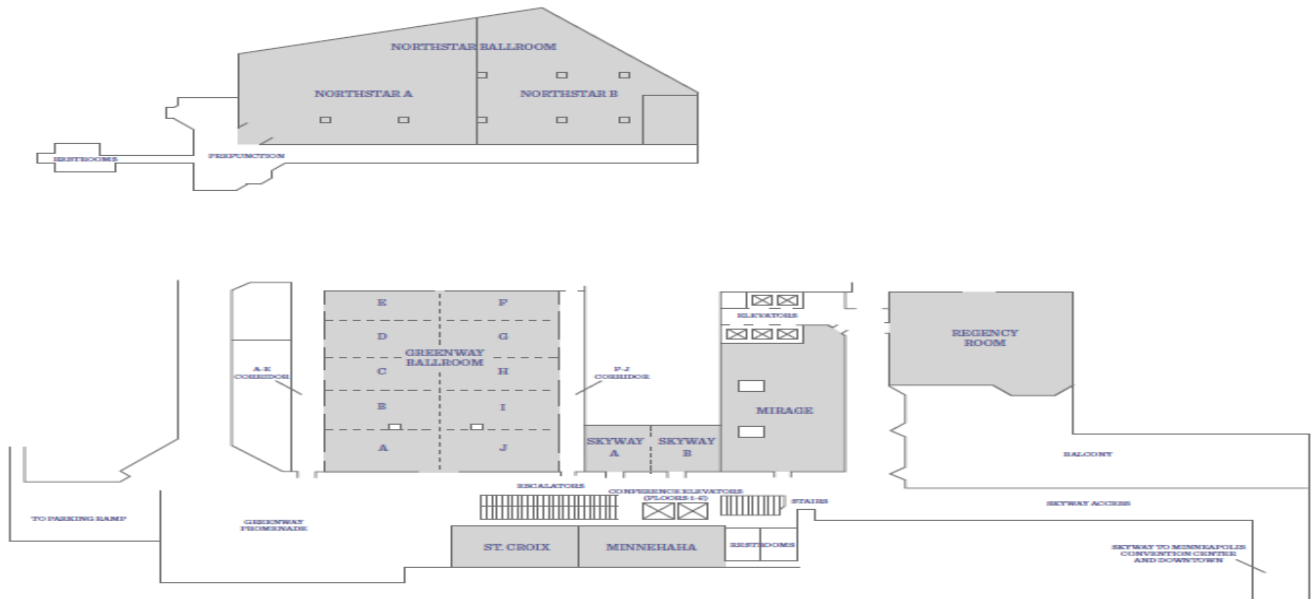 NORTHSTAR BALLROOM
NORTHSTAR A
NORTHSTAR B
RESTROOMS
PREFUNCTION
E
F
ELEVATORS
D
G
REGENCY
ROOM
GREENWAY
BALLROOM
A-E
CORRIDOR
C
H
F-J
CORRIDOR
B
I
MIRAGE
A
J
SKYWAY
A
SKYWAY
B
BALCONY
ESCALATORS
CONFERENCE ELEVATORS
(FLOORS 1-6)
STAIRS
SKYWAY ACCESS
TO PARKING RAMP
GREENWAY
PROMENADE
ST. CROIX
MINNEHAHA
RESTROOMS
SKYWAY TO MINNEAPOLIS
CONVENTION CENTER
AND DOWNTOWN